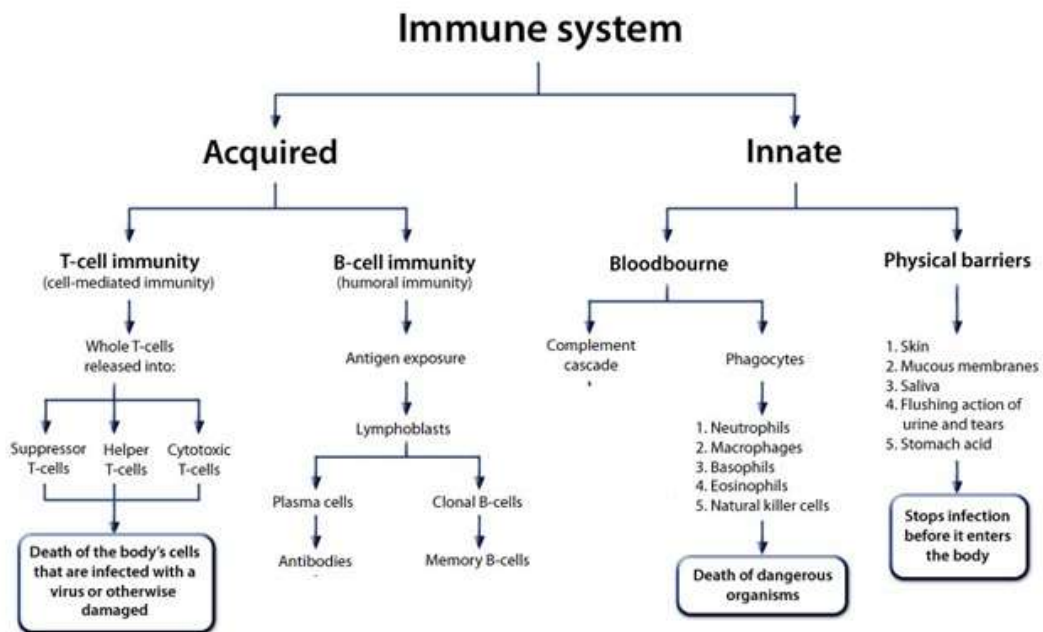 Immune system
Acquired
Innate
T-cell immunity
(cell-mediated immunity)
B-cell immunity
(humoral immunity)
Bloodbourne
Physical barriers
Whole T-cells
released into:
Antigen exposure
Complement
cascade
Phagocytes
1. Skin
2. Mucous membranes
3. Saliva
4. Flushing action of
urine and tears
5. Stomach acid
Suppressor
T-cells
Helper
T-cells
Cytotoxic
T-cells
Lymphoblasts
1. Neutrophils
2. Macrophages
3. Basophils
4. Eosinophils
5. Natural killer cells
Plasma cells
Clonal B-cells
Stops infection
before it enters
the body
Death of the body's cells
that are infected with a
virus or otherwise
damaged
Antibodies
Memory B-cells
Death of dangerous
organisms